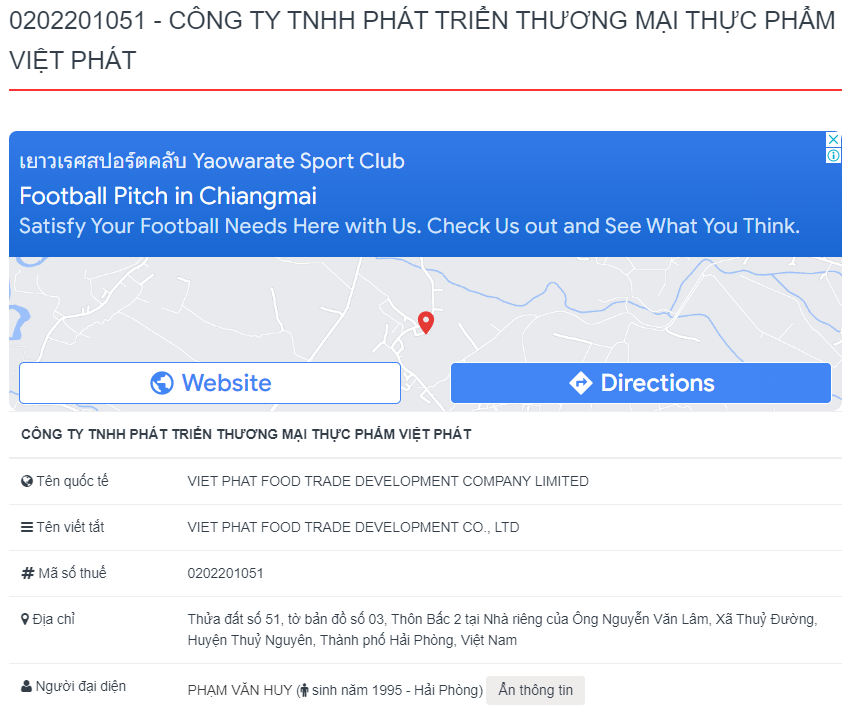 0202201051 - CÔNG TY TNHH PHÁT TRIỂN THƯƠNG MẠI THỰC PHẨM
VIỆT PHÁT
เยาวเรศสปอร์ตคลับ Yaowarate Sport Club
Football Pitch in Chiangmai
Satisfy Your Football Needs Here with Us. Check Us out and See What You Think.
Website
Directions
CÔNG TY TNHH PHÁT TRIỂN THƯƠNG MẠI THỰC PHẨM VIỆT PHÁT
Tên quốc tế VIET PHAT FOOD TRADE DEVELOPMENT COMPANY LIMITED
Tên viết tắt VIET PHAT FOOD TRADE DEVELOPMENT CO., LTD
Mã số thuế 0202201051
Địa chỉ Thửa đất số 51, tờ bản đồ số 03, Thôn Bấc 2 tại Nhà riêng của Ông Nguyễn Văn Lâm, Xã Thuỷ Đường,
Huyện Thuỷ Nguyên, Thành phố Hải Phòng, Việt Nam
Người đại diện PHẠM VĂN HUY ( sinh năm 1995 - Hải Phòng) Ẩn thông tin